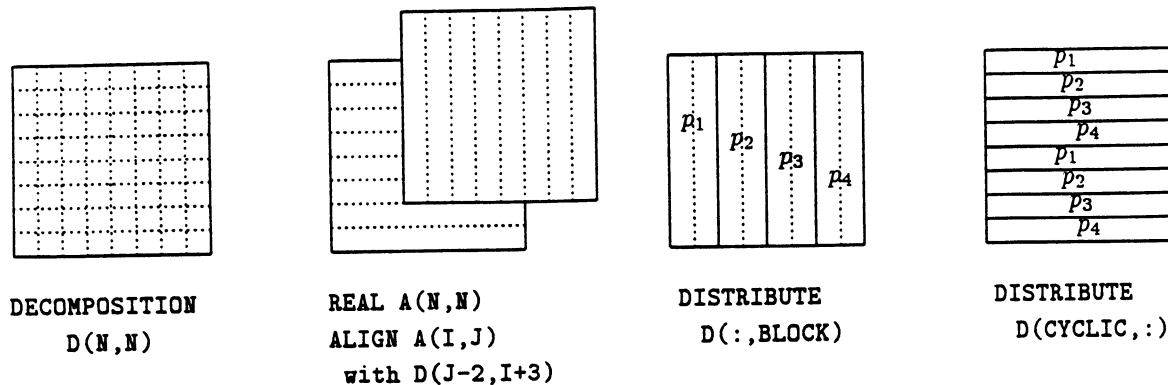 DECOMPOSITION
D(N,N)
REAL A(N,N)
ALIGN A(I,J)
with D(J-2,I+3)
p1
p2
p3
p4
DISTRIBUTE
D(:,BLOCK)
p1
p2
p3
p4
p1
p2
p3
p4
DISTRIBUTE
D(CYCLIC,:)